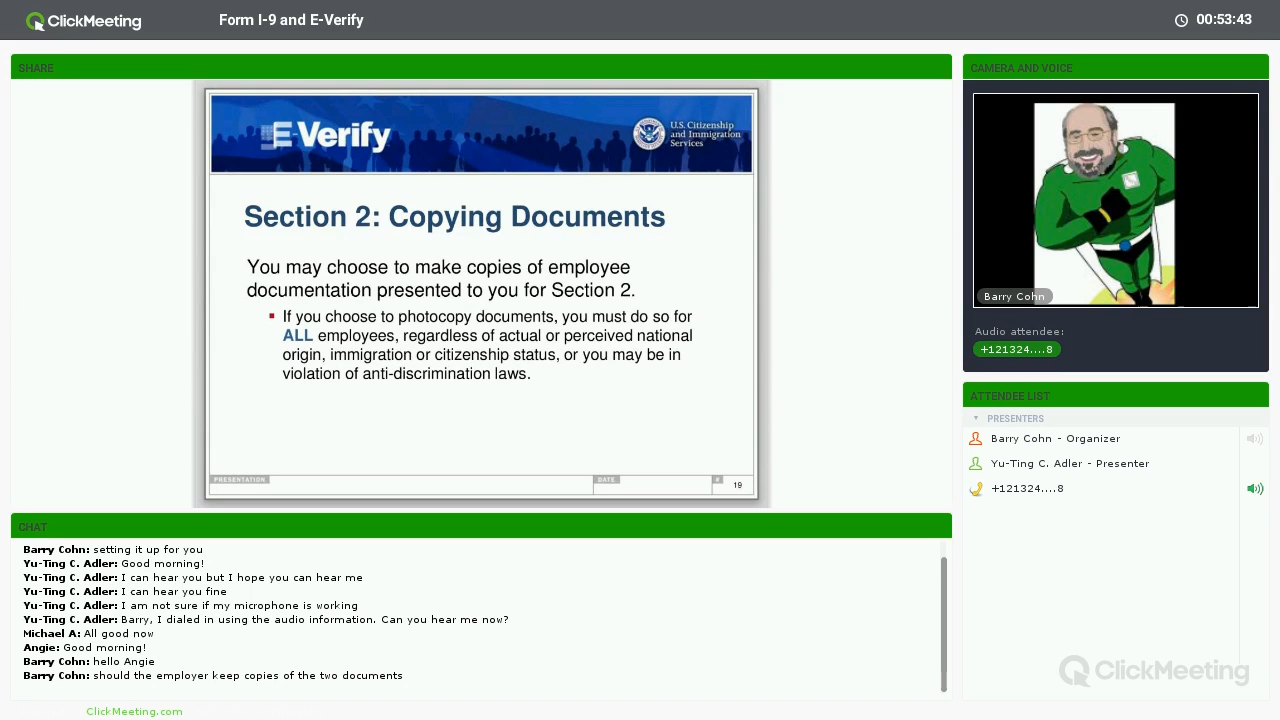 ClickMeeting
Form I-9 and E-Verify
00:53:43
SHARE
E-Verify
U.S. Citizenship
and Immigration
Services
Section 2: Copying Documents
You may choose to make copies of employee
documentation presented to you for Section 2.
If you choose to photocopy documents, you must do so for
ALL employees, regardless of actual or perceived national
origin, immigration or citizenship status, or you may be in
violation of anti-discrimination laws.
PRESENTATION
DATE
#
19
CAMERA AND VOICE
Barry Cohn
Audio attendee:
+121324....8
ATTENDEE LIST
PRESENTERS
Barry Cohn - Organizer
Yu-Ting C. Adler - Presenter
+121324....8
CHAT
Barry Cohn: setting it up for you
Yu-Ting C. Adler: Good morning!
Yu-Ting C. Adler: I can hear you but I hope you can hear me
Yu-Ting C. Adler: I can hear you fine
Yu-Ting C. Adler: I am not sure if my microphone is working
Yu-Ting C. Adler: Barry, I dialed in using the audio information. Can you hear me now?
Michael A: All good now
Angie: Good morning!
Barry Cohn: hello Angie
Barry Cohn: should the employer keep copies of the two documents
ClickMeeting
ClickMeeting.com